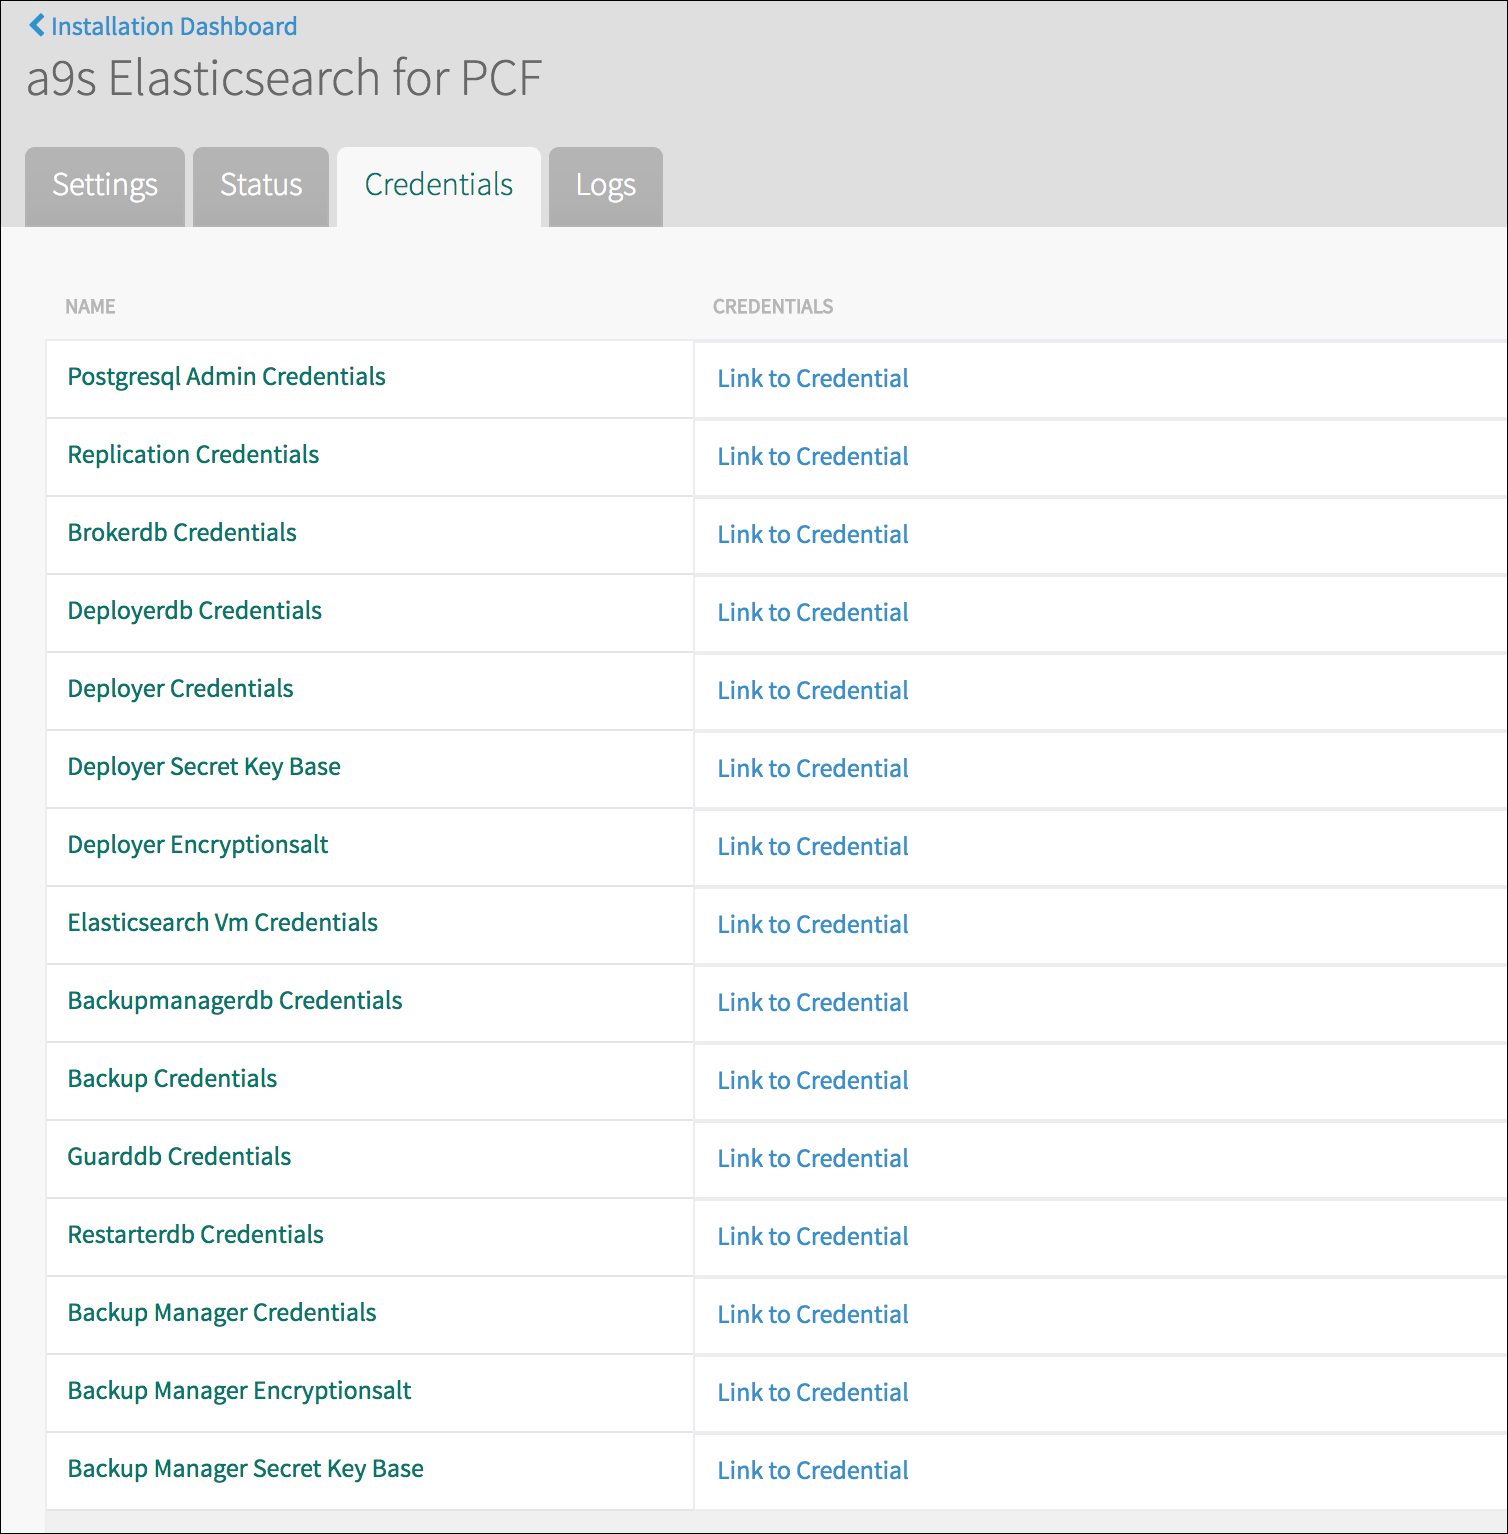 Installation Dashboard
a9s Elasticsearch for PCF
Settings Status Credentials Logs
NAME CREDENTIALS
Postgresql Admin Credentials Link to Credential
Replication Credentials Link to Credential
Brokerdb Credentials Link to Credential
Deployerdb Credentials Link to Credential
Deployer Credentials Link to Credential
Deployer Secret Key Base Link to Credential
Deployer Encryptionsalt Link to Credential
Elasticsearch Vm Credentials Link to Credential
Backupmanagerdb Credentials Link to Credential
Backup Credentials Link to Credential
Guarddb Credentials Link to Credential
Restarterdb Credentials Link to Credential
Backup Manager Credentials Link to Credential
Backup Manager Encryptionsalt Link to Credential
Backup Manager Secret Key Base Link to Credential